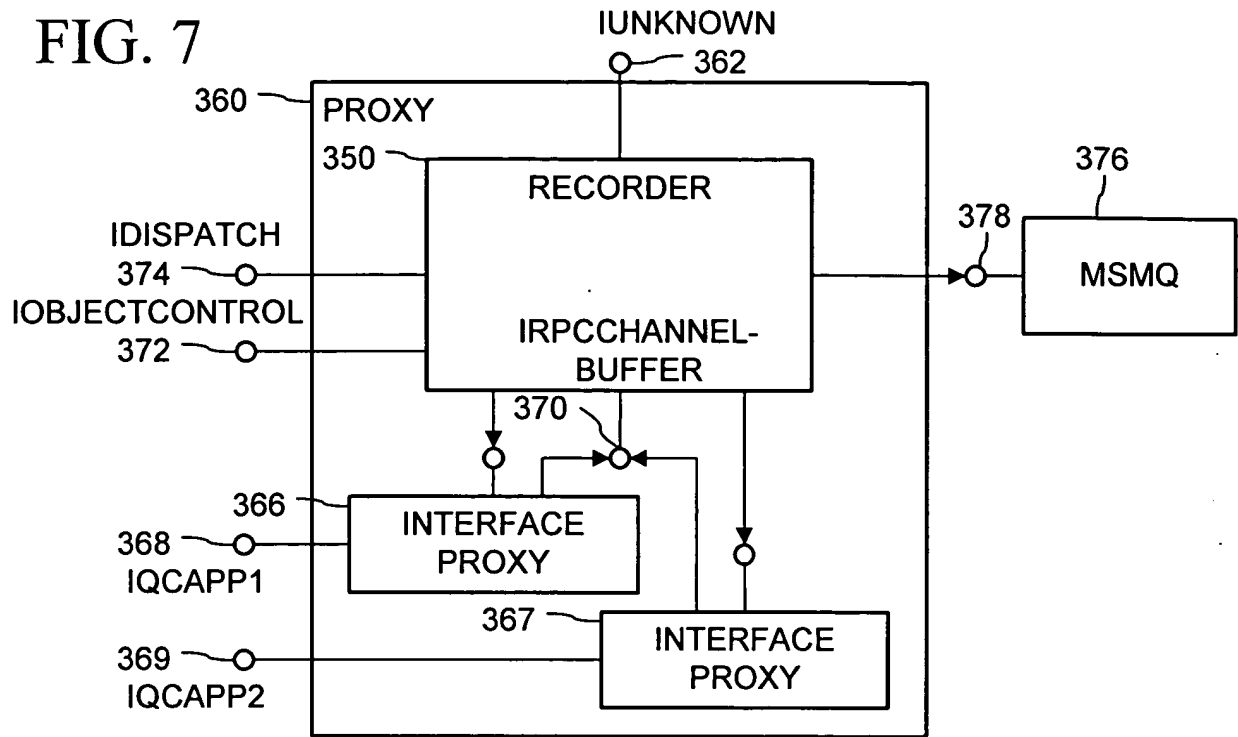 FIG. 7
IUNKNOWN
362
360
PROXY
350
RECORDER
376
378
MSMQ
IDISPATCH
374
IOBJECTCONTROL
372
IRPCCHANNEL-
BUFFER
370
366
INTERFACE
PROXY
368
IQCAPP1
367
INTERFACE
PROXY
369
IQCAPP2